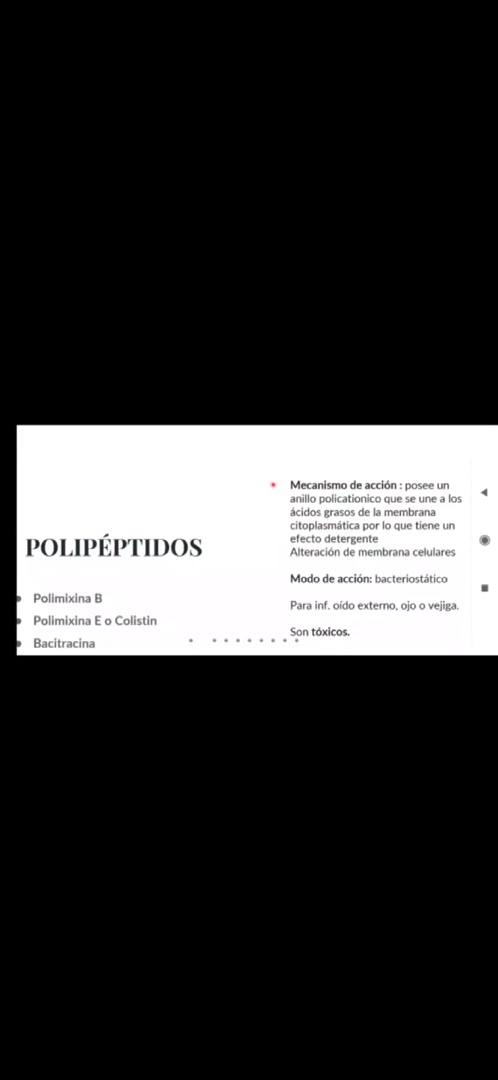 POLIPÉPTIDOS
Polimixina B
Polimixina E o Colistin
Bacitracina
Mecanismo de acción : posee un
anillo policationico que se une a los
ácidos grasos de la membrana
citoplasmática por lo que tiene un
efecto detergente
Alteración de membrana celulares
Modo de acción: bacteriostático
Para inf. oído externo, ojo o vejiga.
Son tóxicos.